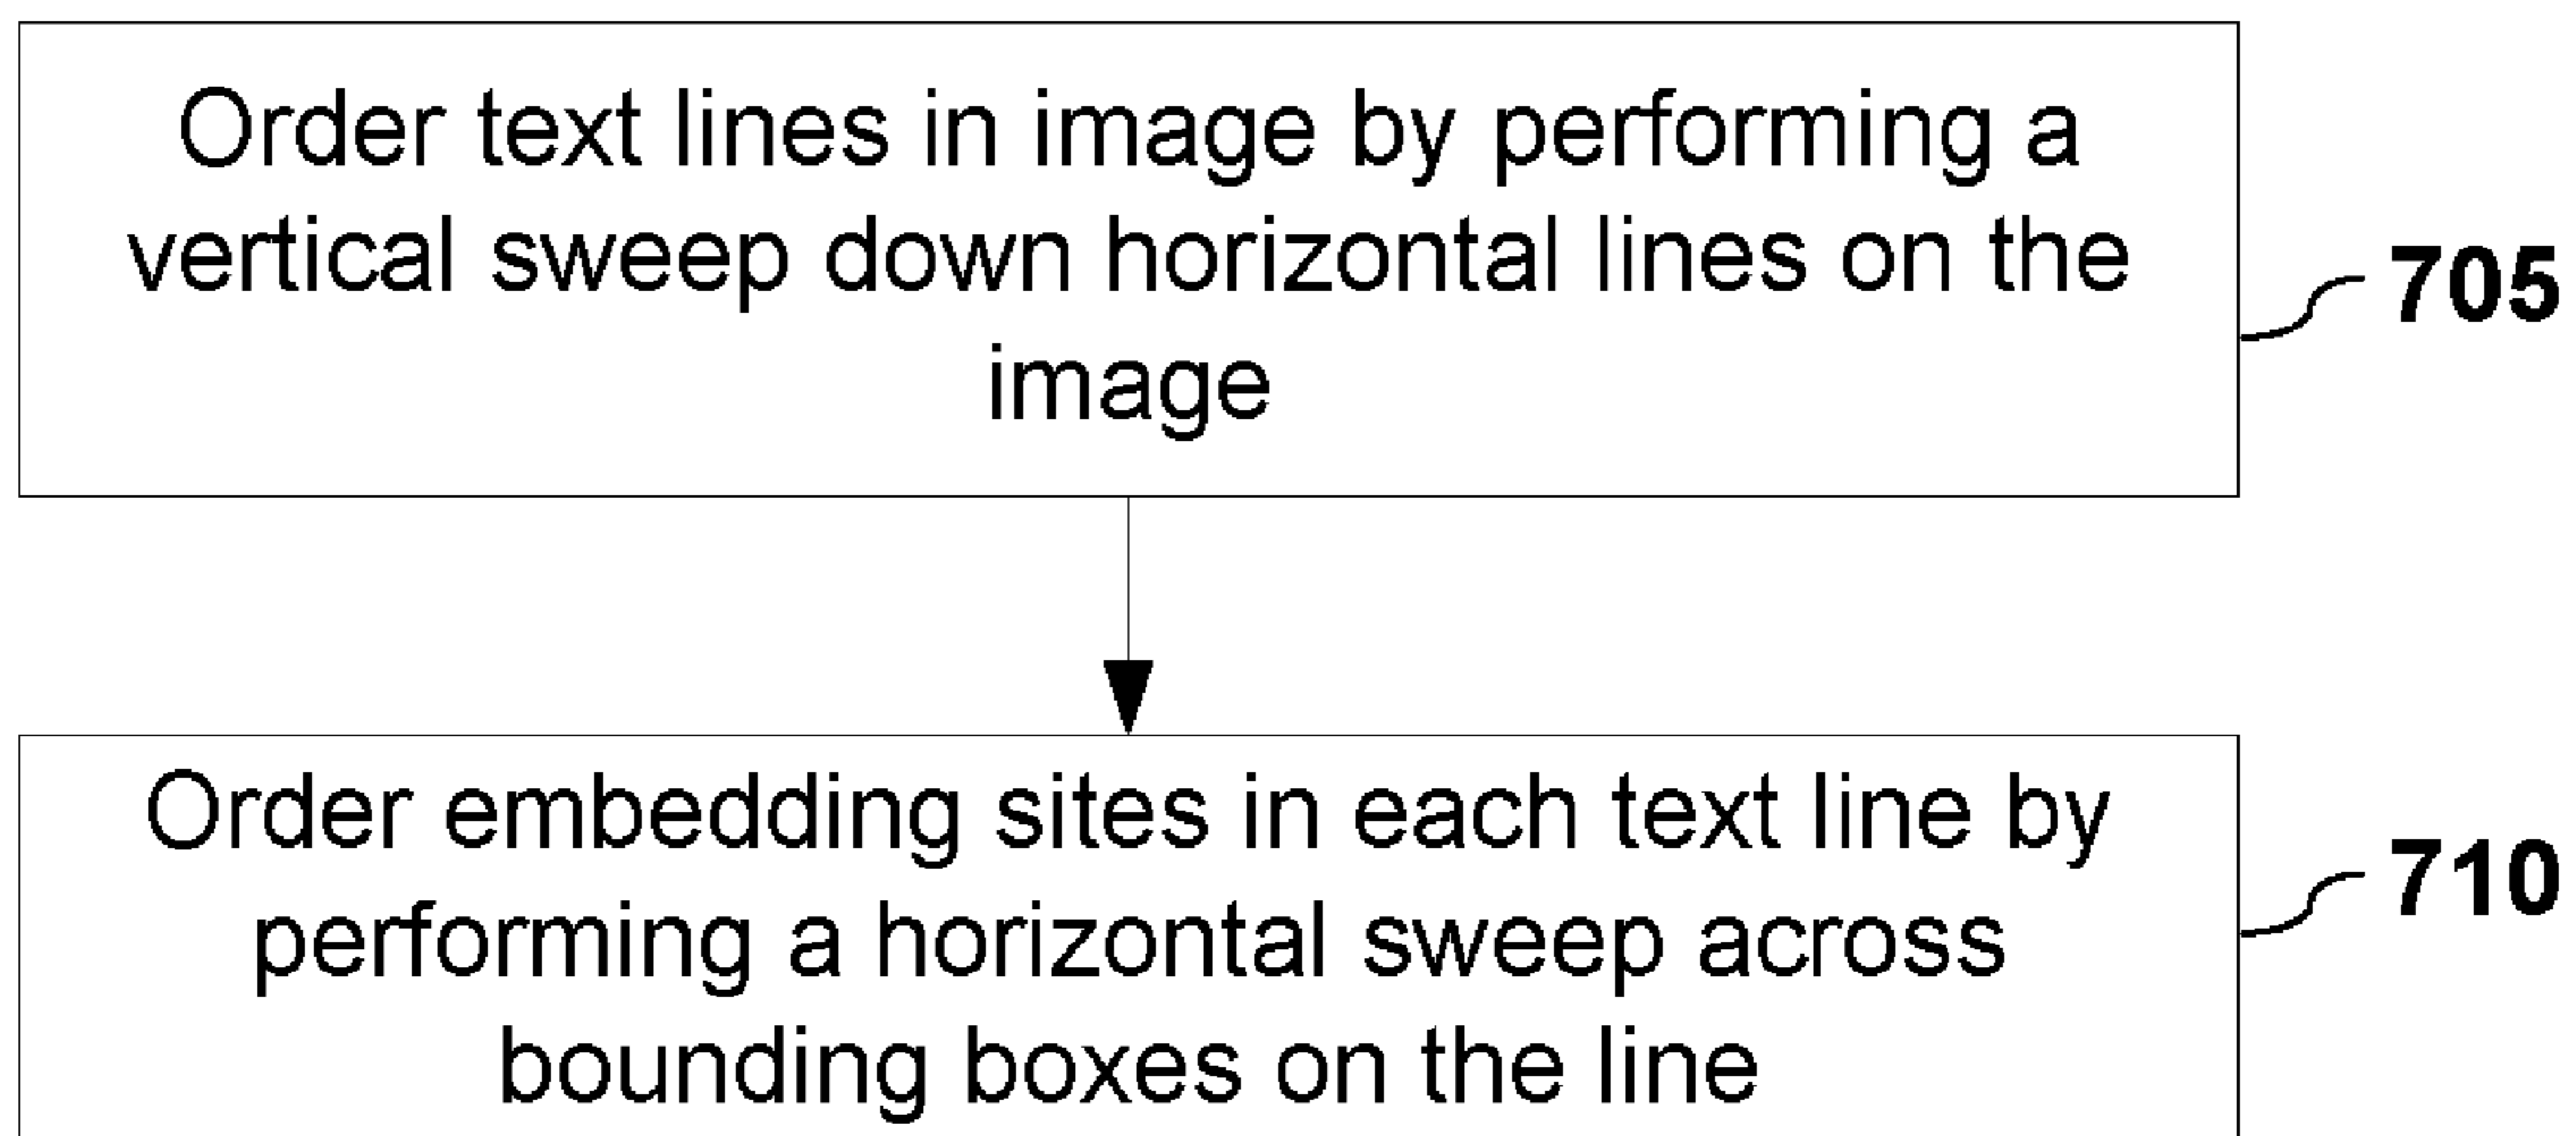 Order text lines in image by performing a
vertical sweep down horizontal lines on the
image
705
Order embedding sites in each text line by
performing a horizontal sweep across
bounding boxes on the line
710